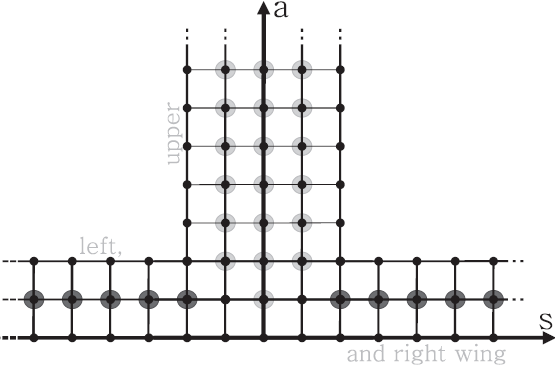 a
upper
left,
s
and right wing